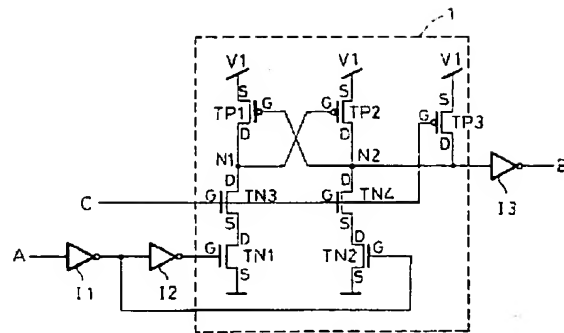 1
V1 V1 V1
S S S
TP1 G G TP2 G TP3
D D D
N1 N2
D D
C G TN3 G TN4 I3 B
S S
D D
A G TN1 TN2 G
I1 I2 S S